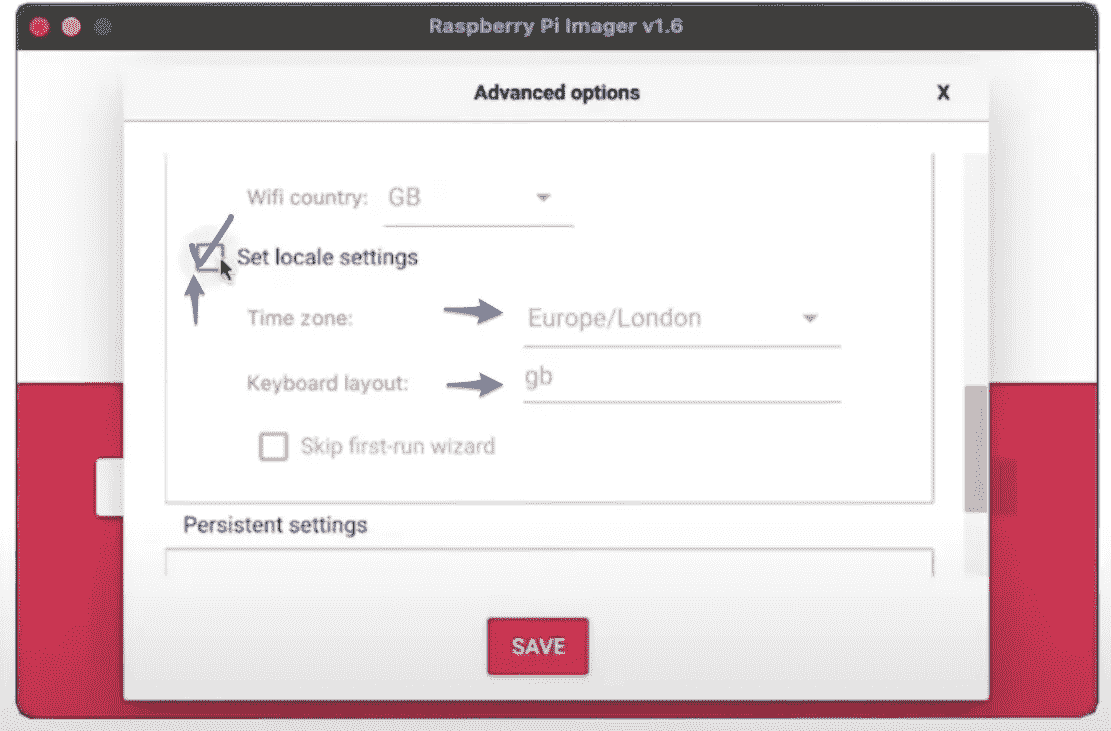 Raspberry Pi Imager v1.6
Advanced options X
Wifi country: GB
Set locale settings
Time zone: Europe/London
Keyboard layout: gb
Skip first-run wizard
Persistent settings
SAVE